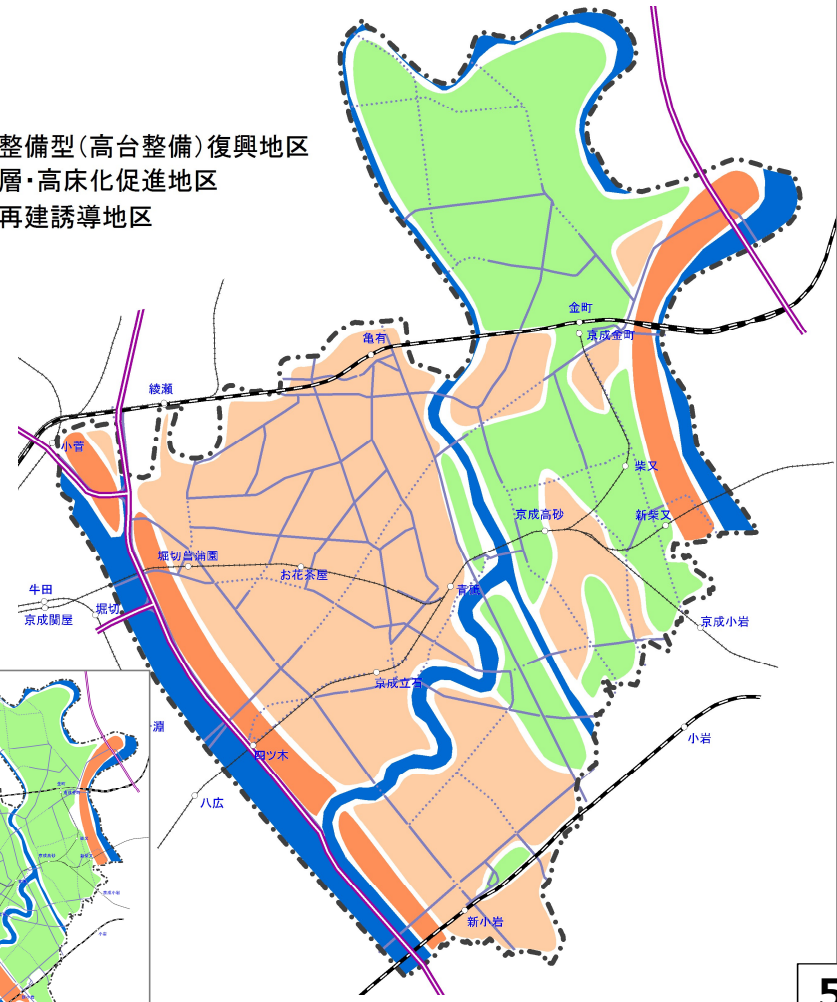 整備型(高台整備)復興地区
層・高床化促進地区
再建誘導地区
金町
京成金町
亀有
綾瀬
小菅
柴又
京成高砂
新柴又
堀切菖蒲園
お花茶屋
青砥
牛田
京成関屋
堀切
京成小岩
京成立石
小岩
四ツ木
八広
新小岩
5